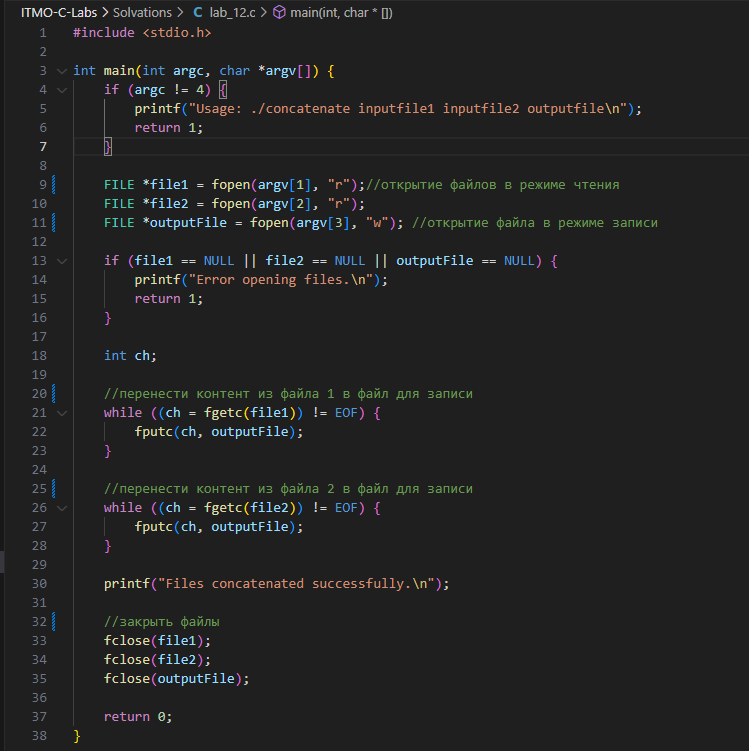 ITMO-C-Labs > Solvations > C lab_12.c > main(int, char * [])
1 #include <stdio.h>
2
3 int main(int argc, char *argv[]) {
4     if (argc != 4) {
5         printf("Usage: ./concatenate inputfile1 inputfile2 outputfile\n");
6         return 1;
7     }
8
9     FILE *file1 = fopen(argv[1], "r");//открытие файлов в режиме чтения
10     FILE *file2 = fopen(argv[2], "r");
11     FILE *outputFile = fopen(argv[3], "w"); //открытие файла в режиме записи
12
13     if (file1 == NULL || file2 == NULL || outputFile == NULL) {
14         printf("Error opening files.\n");
15         return 1;
16     }
17
18     int ch;
19
20     //перенести контент из файла 1 в файл для записи
21     while ((ch = fgetc(file1)) != EOF) {
22         fputc(ch, outputFile);
23     }
24
25     //перенести контент из файла 2 в файл для записи
26     while ((ch = fgetc(file2)) != EOF) {
27         fputc(ch, outputFile);
28     }
29
30     printf("Files concatenated successfully.\n");
31
32     //закрыть файлы
33     fclose(file1);
34     fclose(file2);
35     fclose(outputFile);
36
37     return 0;
38 }